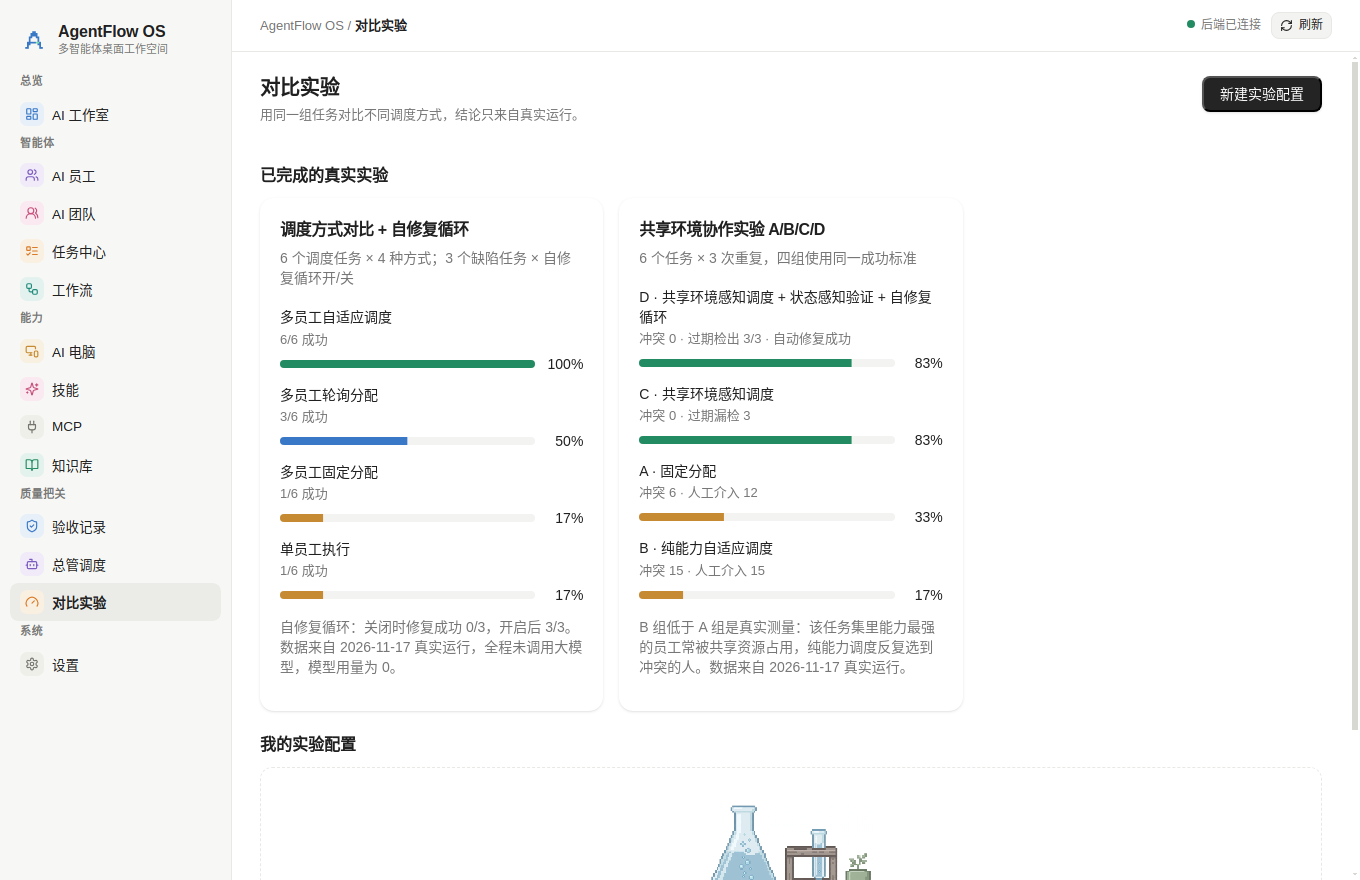 AgentFlow OS
多智能体桌面工作空间
总览
AI 工作室
智能体
AI 员工
AI 团队
任务中心
工作流
能力
AI 电脑
技能
MCP
知识库
质量把关
验收记录
总管调度
对比实验
系统
设置
AgentFlow OS / 对比实验
后端已连接
刷新
对比实验
用同一组任务对比不同调度方式，结论只来自真实运行。
新建实验配置
已完成的真实实验
调度方式对比 + 自修复循环
6 个调度任务 × 4 种方式；3 个缺陷任务 × 自修
复循环开/关
多员工自适应调度
6/6 成功
100%
多员工轮询分配
3/6 成功
50%
多员工固定分配
1/6 成功
17%
单员工执行
1/6 成功
17%
自修复循环：关闭时修复成功 0/3，开启后 3/3。
数据来自 2026-11-17 真实运行，全程未调用大模
型，模型用量为 0。
共享环境协作实验 A/B/C/D
6 个任务 × 3 次重复，四组使用同一成功标准
D · 共享环境感知调度 + 状态感知验证 + 自修复
循环
冲突 0 · 过期检出 3/3 · 自动修复成功
83%
C · 共享环境感知调度
冲突 0 · 过期漏检 3
83%
A · 固定分配
冲突 6 · 人工介入 12
33%
B · 纯能力自适应调度
冲突 15 · 人工介入 15
17%
B 组低于 A 组是真实测量：该任务集里能力最强
的员工常被共享资源占用，纯能力调度反复选到
冲突的人。数据来自 2026-11-17 真实运行。
我的实验配置